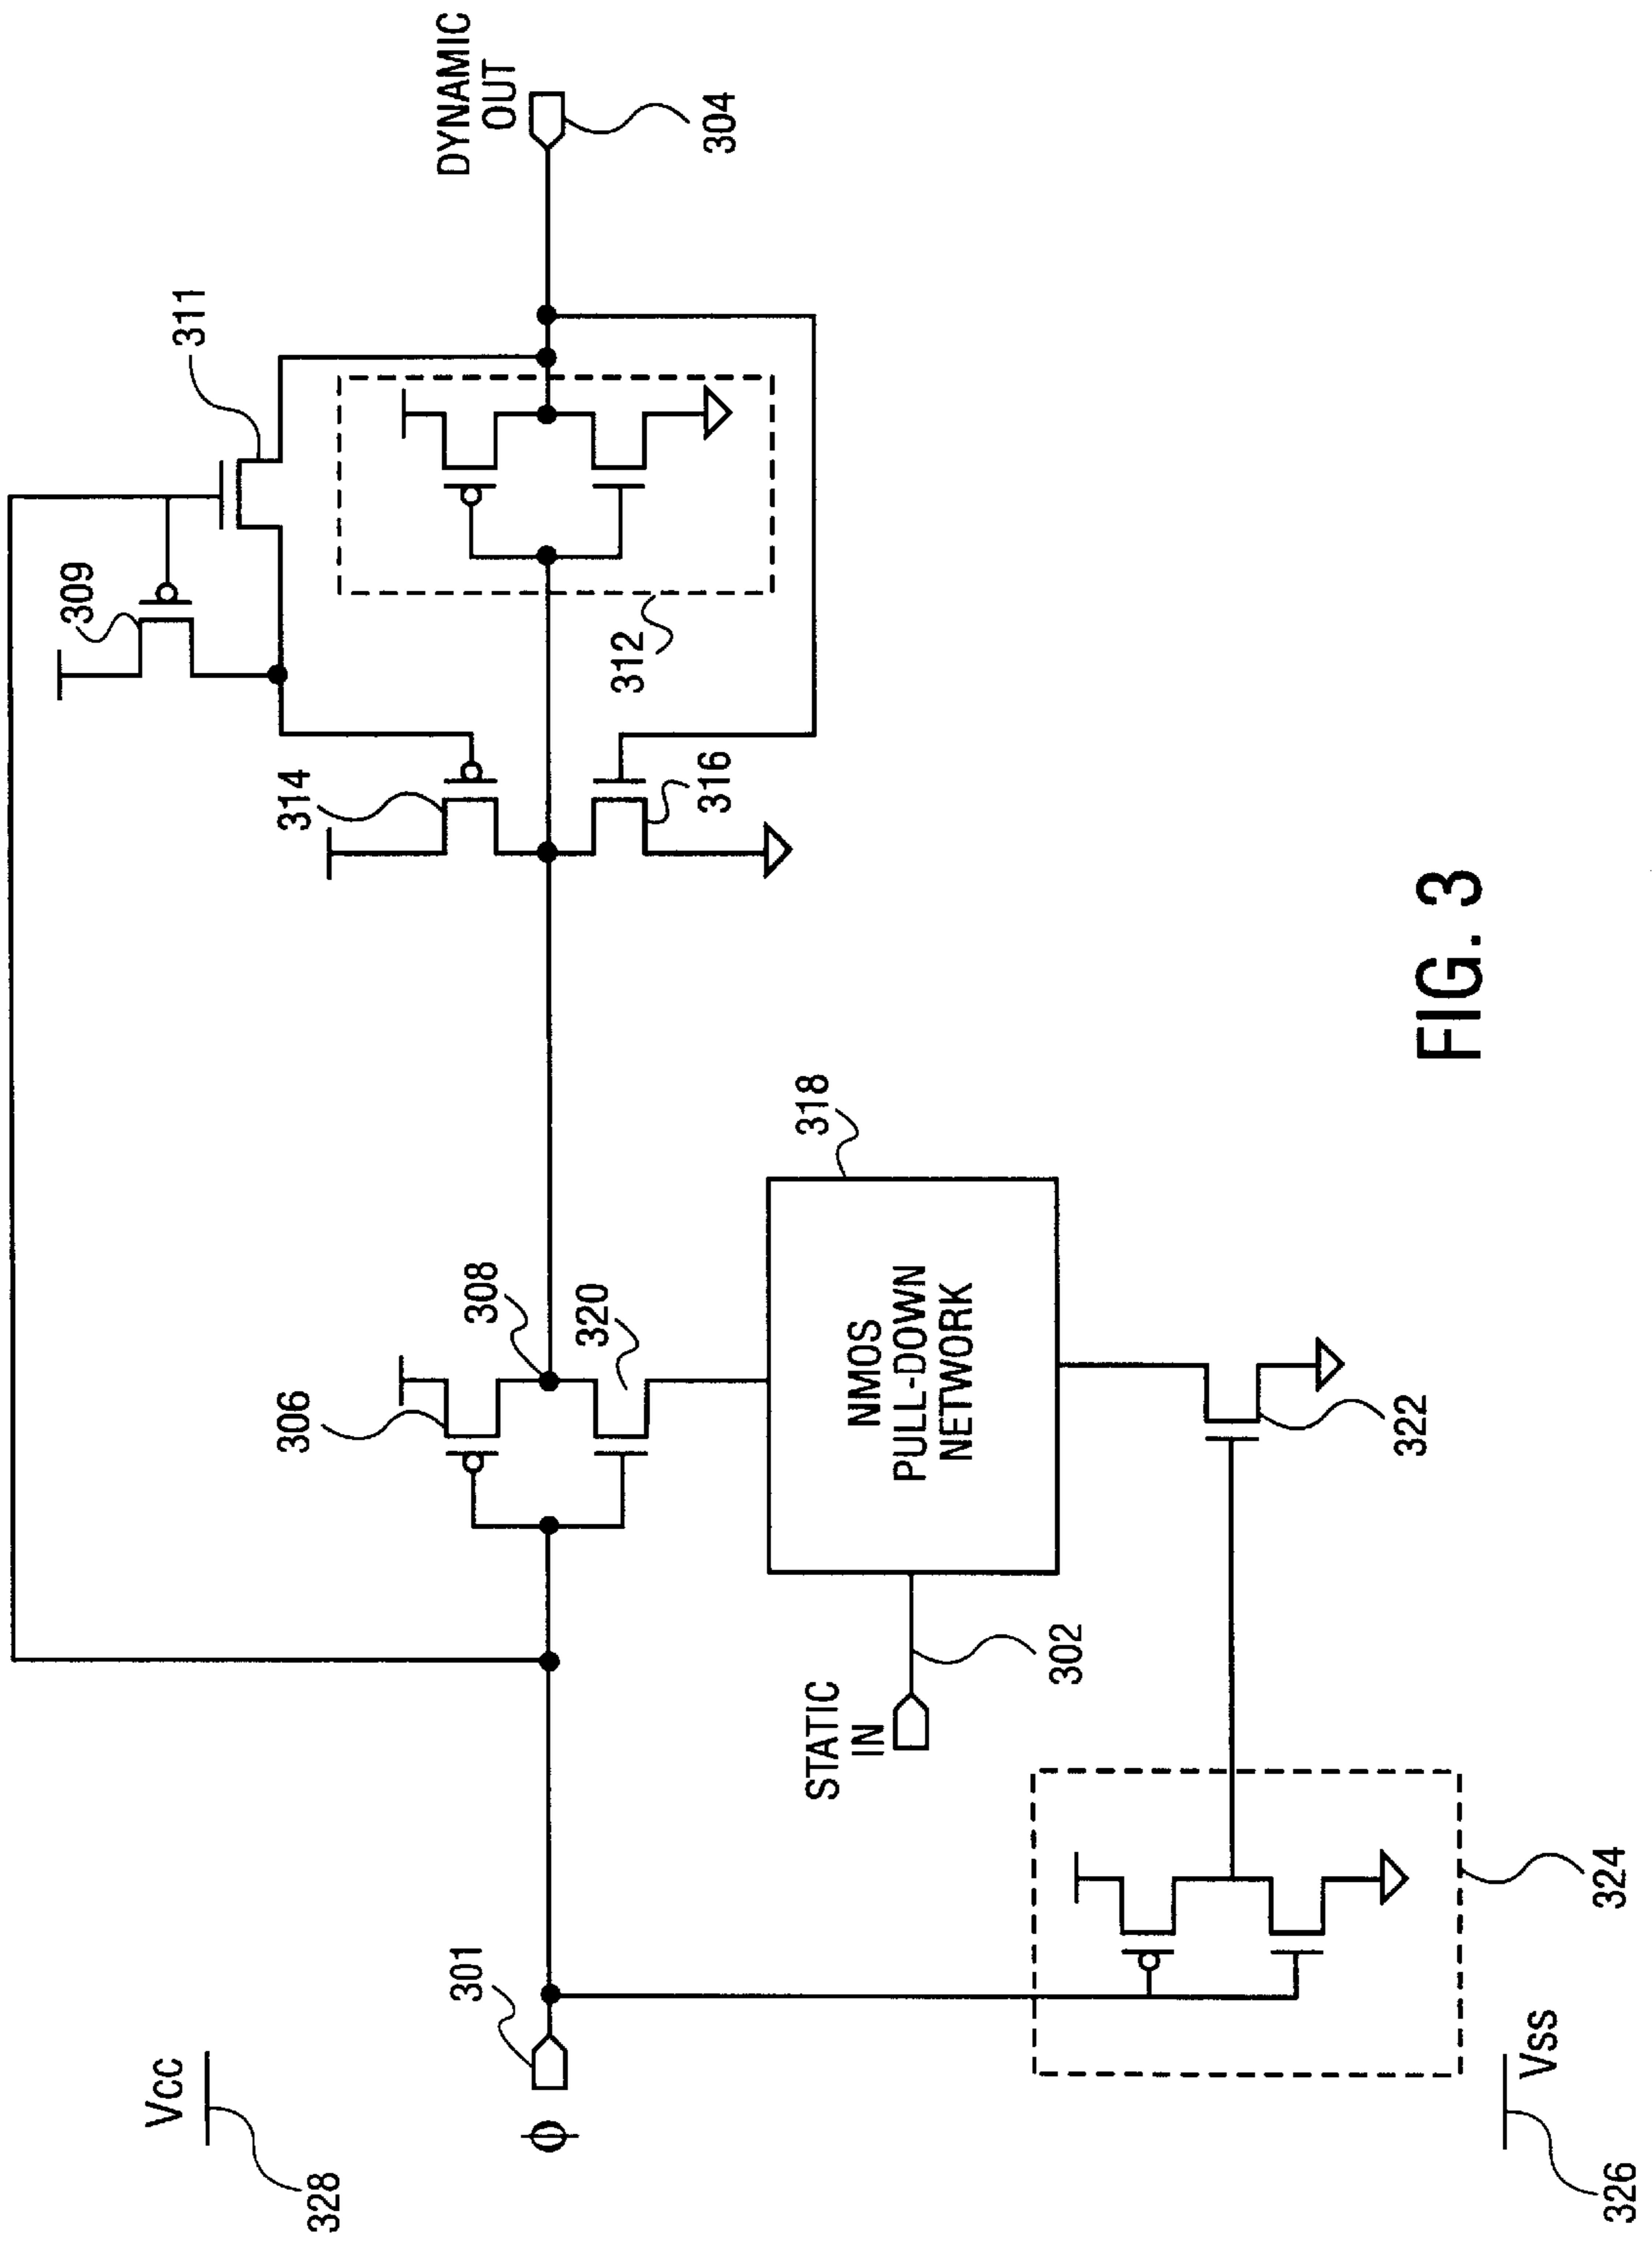 Vcc
328
Φ
301
306
308
320
314
316
309
311
312
DYNAMIC
OUT
304
STATIC
IN
302
NMOS
PULL-DOWN
NETWORK
318
322
324
Vss
326
FIG. 3